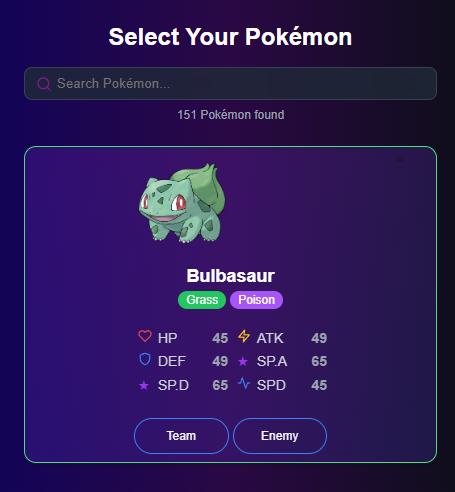 Select Your Pokémon
Search Pokémon...
151 Pokémon found
Bulbasaur
Grass Poison
HP 45 ATK 49
DEF 49 SP.A 65
SP.D 65 SPD 45
Team Enemy